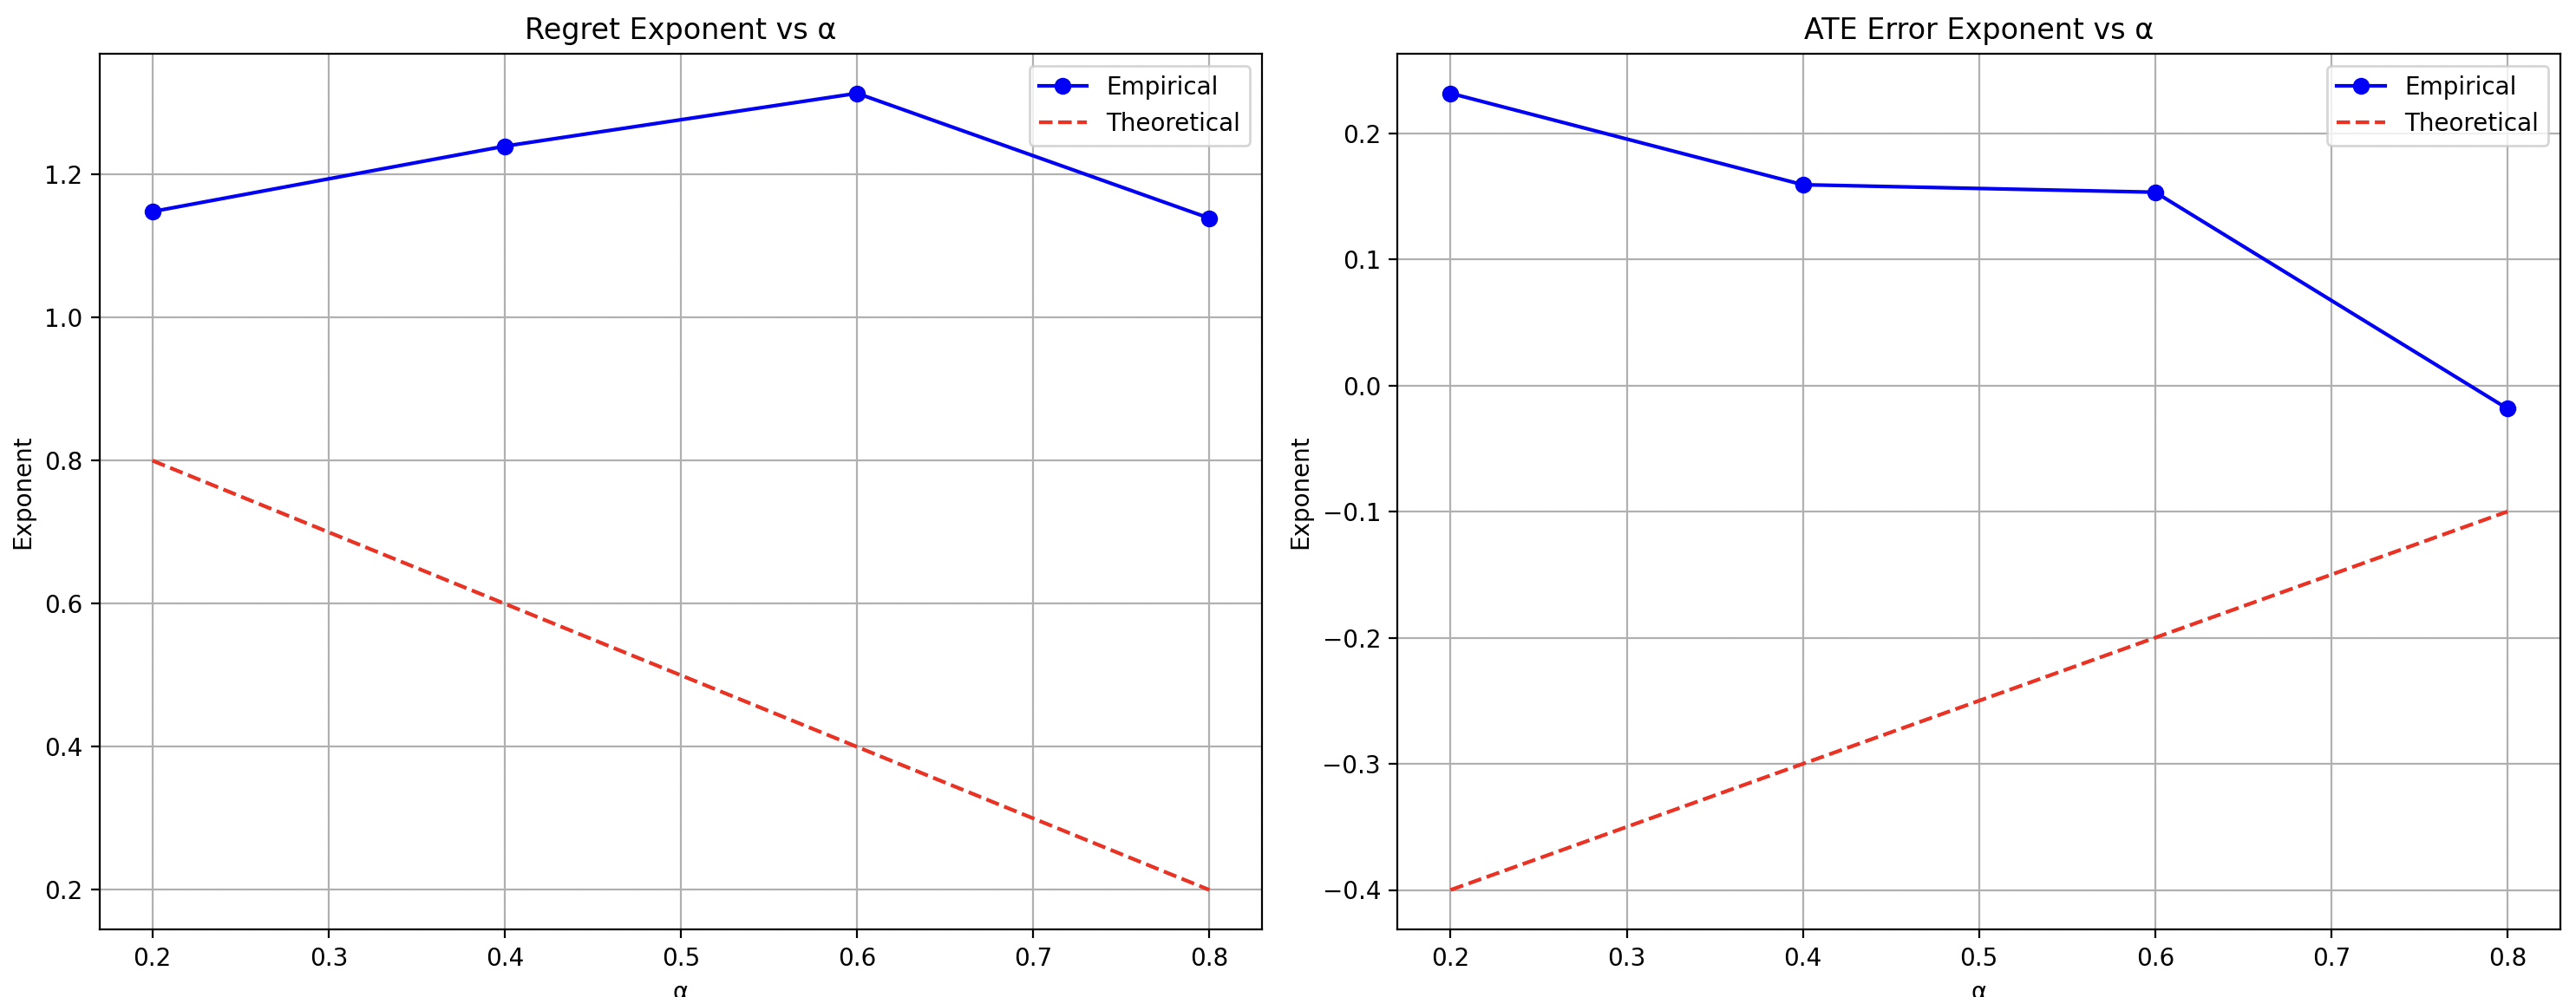 Regret Exponent vs α
Empirical
Theoretical
Exponent
1.2
1.0
0.8
0.6
0.4
0.2
0.2 0.3 0.4 0.5 0.6 0.7 0.8
α
ATE Error Exponent vs α
Empirical
Theoretical
Exponent
0.2
0.1
0.0
−0.1
−0.2
−0.3
−0.4
0.2 0.3 0.4 0.5 0.6 0.7 0.8
α